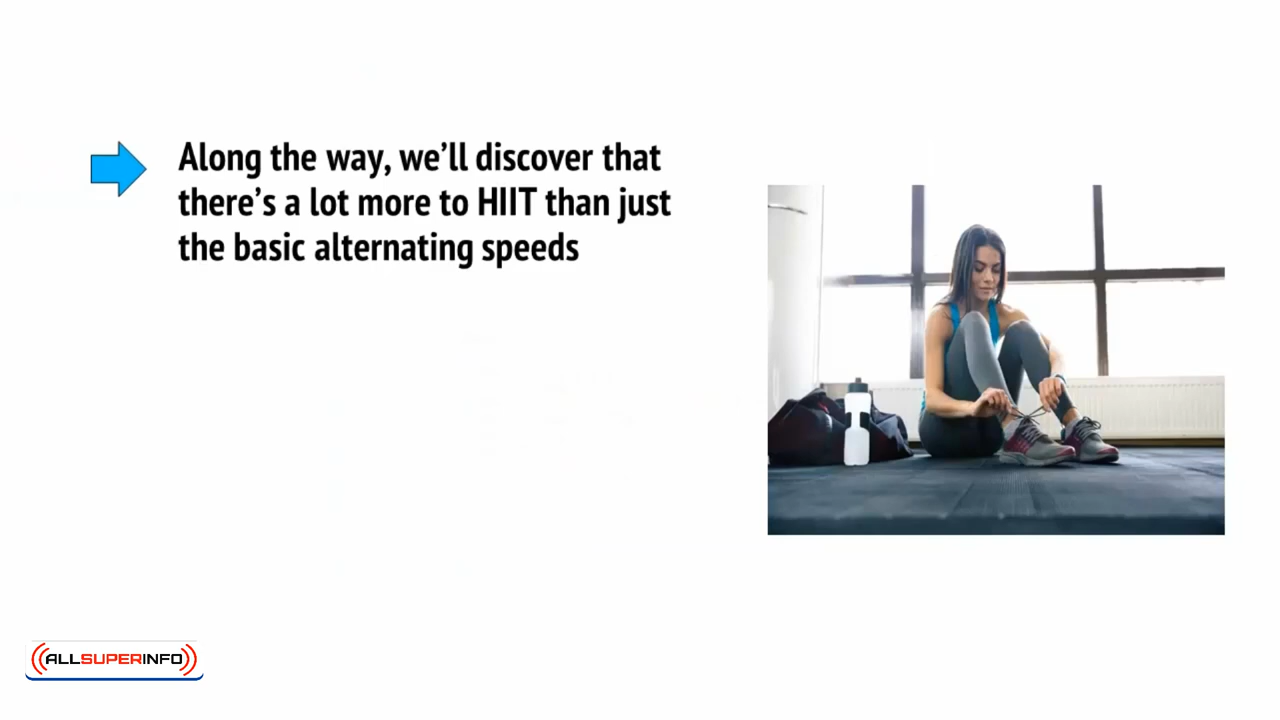 Along the way, we'll discover that
there's a lot more to HIIT than just
the basic alternating speeds
ALLSUPERINFO